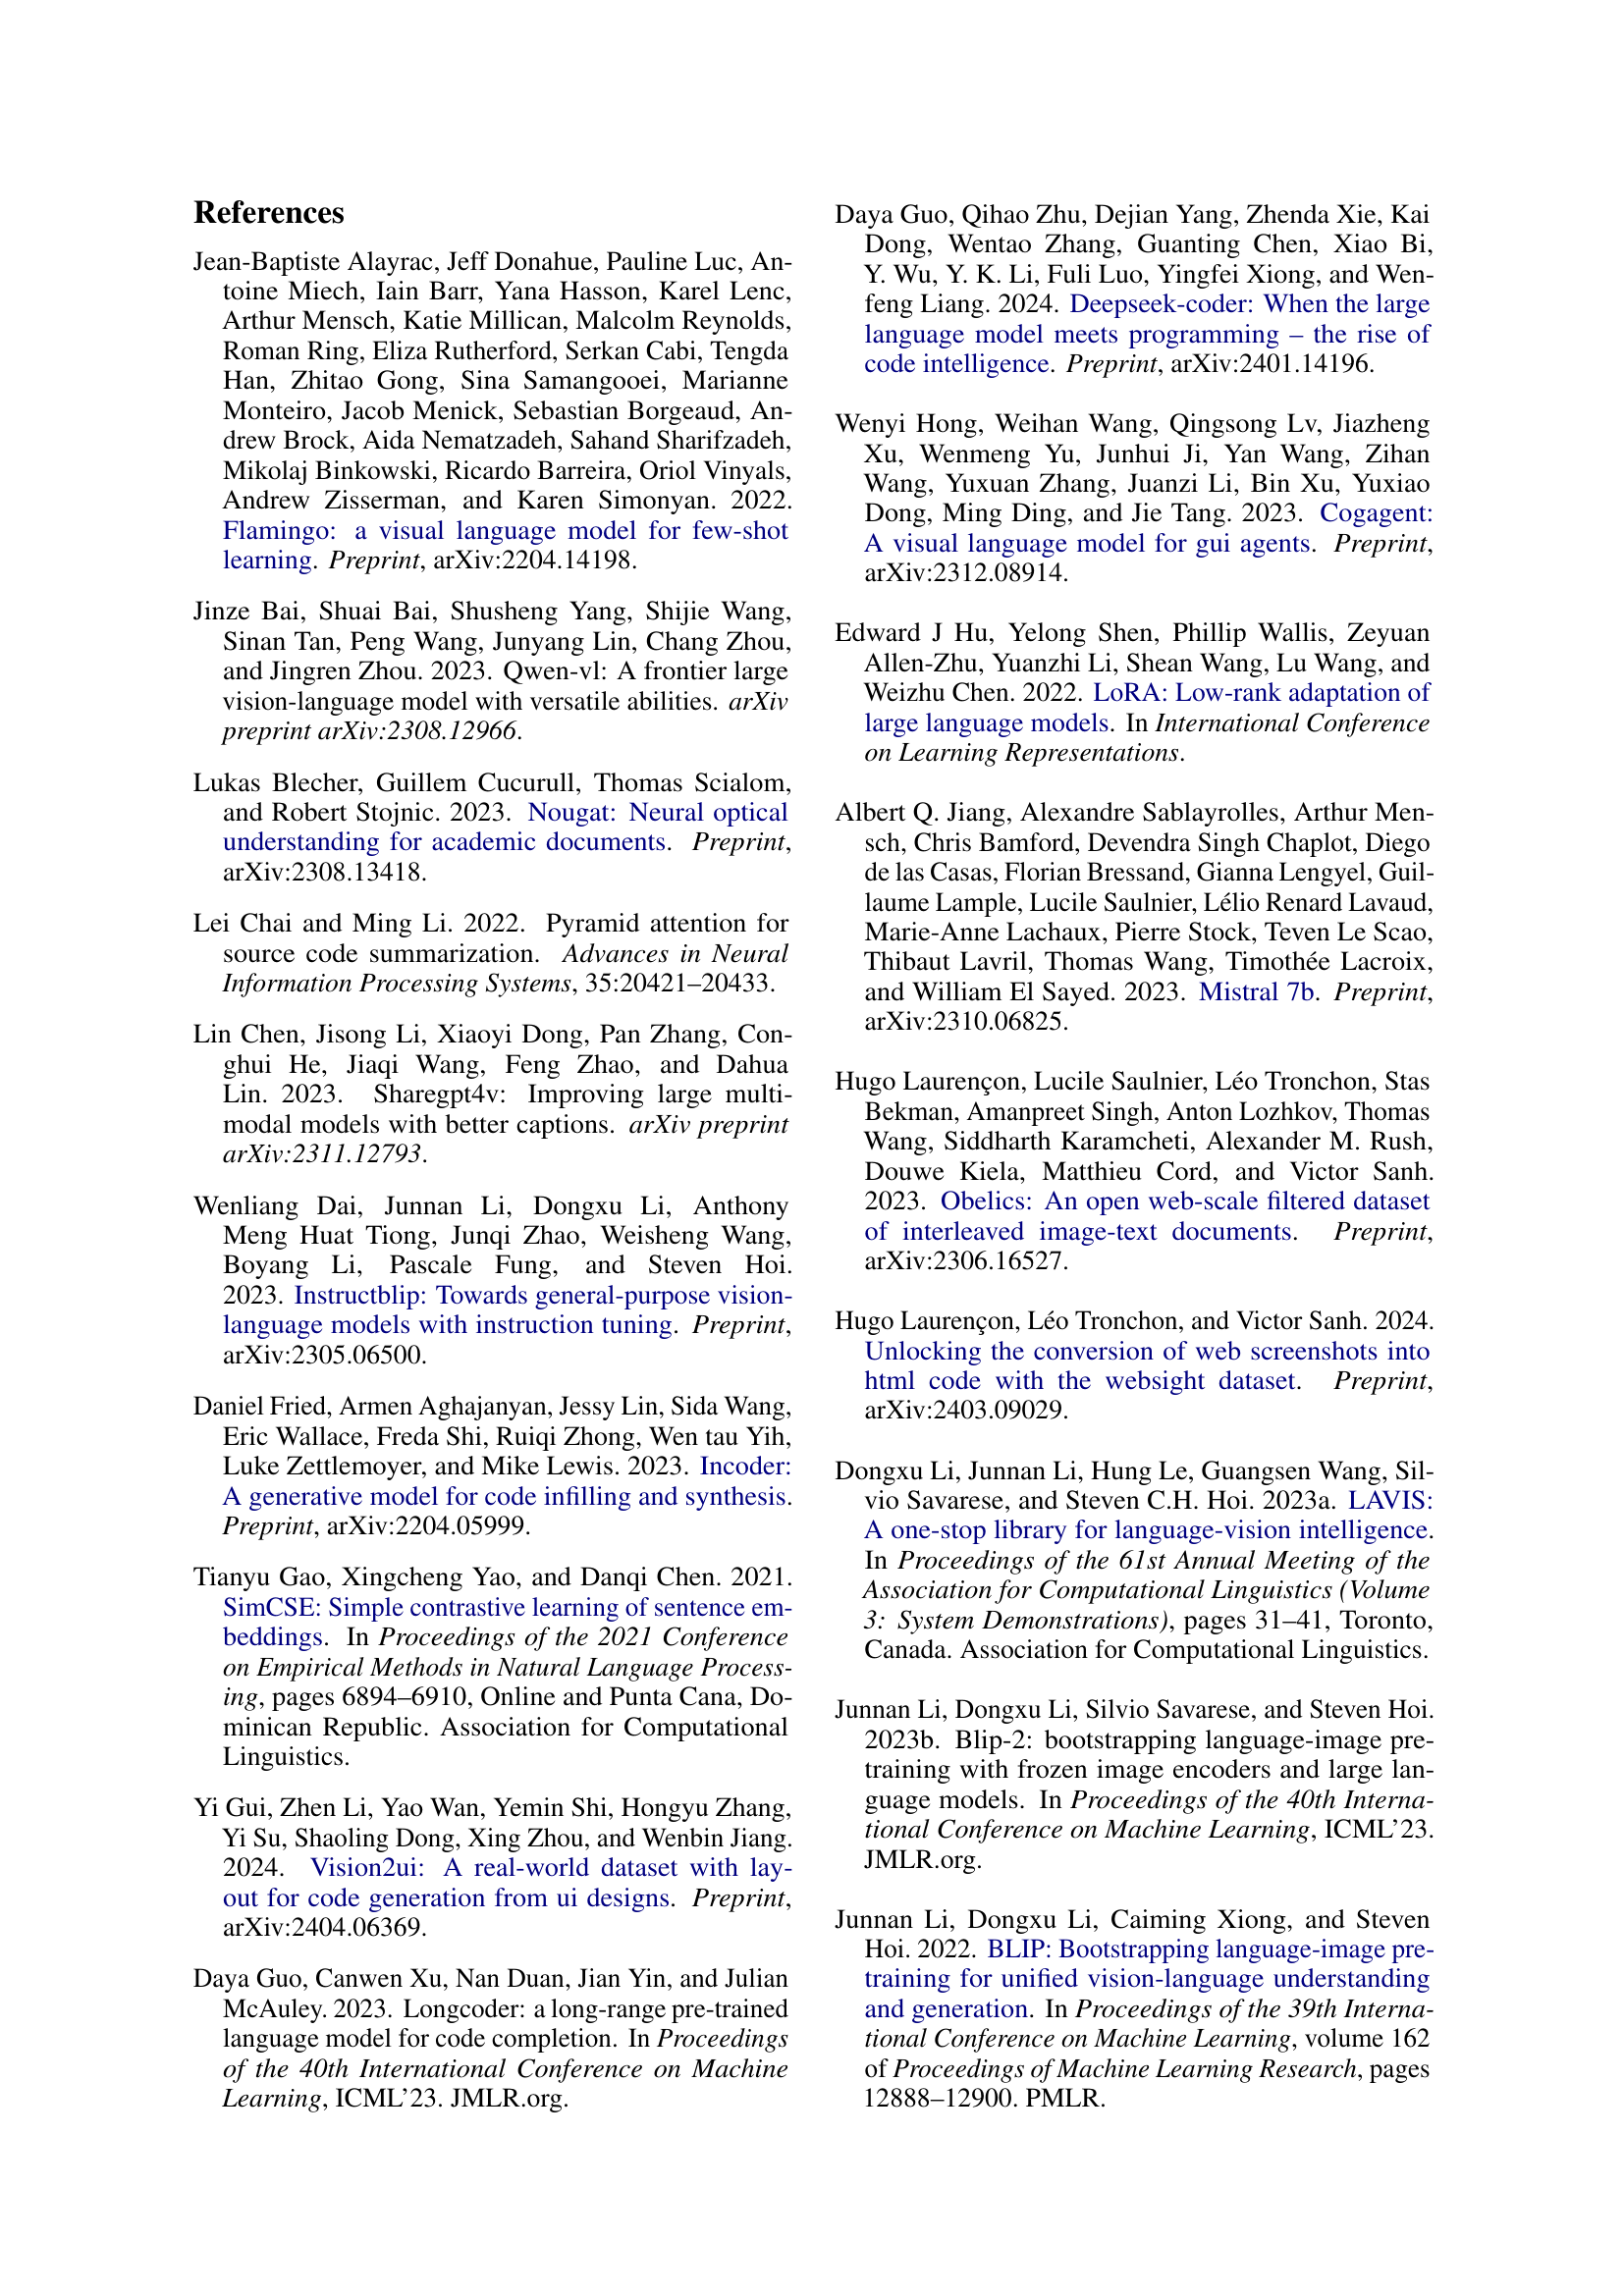 References
Jean-Baptiste Alayrac, Jeff Donahue, Pauline Luc, An-
toine Miech, Iain Barr, Yana Hasson, Karel Lenc,
Arthur Mensch, Katie Millican, Malcolm Reynolds,
Roman Ring, Eliza Rutherford, Serkan Cabi, Tengda
Han, Zhitao Gong, Sina Samangooei, Marianne
Monteiro, Jacob Menick, Sebastian Borgeaud, An-
drew Brock, Aida Nematzadeh, Sahand Sharifzadeh,
Mikolaj Binkowski, Ricardo Barreira, Oriol Vinyals,
Andrew Zisserman, and Karen Simonyan. 2022.
Flamingo: a visual language model for few-shot
learning. Preprint, arXiv:2204.14198.
Jinze Bai, Shuai Bai, Shusheng Yang, Shijie Wang,
Sinan Tan, Peng Wang, Junyang Lin, Chang Zhou,
and Jingren Zhou. 2023. Qwen-vl: A frontier large
vision-language model with versatile abilities. arXiv
preprint arXiv:2308.12966.
Lukas Blecher, Guillem Cucurull, Thomas Scialom,
and Robert Stojnic. 2023. Nougat: Neural optical
understanding for academic documents. Preprint,
arXiv:2308.13418.
Lei Chai and Ming Li. 2022. Pyramid attention for
source code summarization. Advances in Neural
Information Processing Systems, 35:20421–20433.
Lin Chen, Jisong Li, Xiaoyi Dong, Pan Zhang, Con-
ghui He, Jiaqi Wang, Feng Zhao, and Dahua
Lin. 2023. Sharegpt4v: Improving large multi-
modal models with better captions. arXiv preprint
arXiv:2311.12793.
Wenliang Dai, Junnan Li, Dongxu Li, Anthony
Meng Huat Tiong, Junqi Zhao, Weisheng Wang,
Boyang Li, Pascale Fung, and Steven Hoi.
2023. Instructblip: Towards general-purpose vision-
language models with instruction tuning. Preprint,
arXiv:2305.06500.
Daniel Fried, Armen Aghajanyan, Jessy Lin, Sida Wang,
Eric Wallace, Freda Shi, Ruiqi Zhong, Wen tau Yih,
Luke Zettlemoyer, and Mike Lewis. 2023. Incoder:
A generative model for code infilling and synthesis.
Preprint, arXiv:2204.05999.
Tianyu Gao, Xingcheng Yao, and Danqi Chen. 2021.
SimCSE: Simple contrastive learning of sentence em-
beddings. In Proceedings of the 2021 Conference
on Empirical Methods in Natural Language Process-
ing, pages 6894–6910, Online and Punta Cana, Do-
minican Republic. Association for Computational
Linguistics.
Yi Gui, Zhen Li, Yao Wan, Yemin Shi, Hongyu Zhang,
Yi Su, Shaoling Dong, Xing Zhou, and Wenbin Jiang.
2024. Vision2ui: A real-world dataset with lay-
out for code generation from ui designs. Preprint,
arXiv:2404.06369.
Daya Guo, Canwen Xu, Nan Duan, Jian Yin, and Julian
McAuley. 2023. Longcoder: a long-range pre-trained
language model for code completion. In Proceedings
of the 40th International Conference on Machine
Learning, ICML'23. JMLR.org.
Daya Guo, Qihao Zhu, Dejian Yang, Zhenda Xie, Kai
Dong, Wentao Zhang, Guanting Chen, Xiao Bi,
Y. Wu, Y. K. Li, Fuli Luo, Yingfei Xiong, and Wen-
feng Liang. 2024. Deepseek-coder: When the large
language model meets programming – the rise of
code intelligence. Preprint, arXiv:2401.14196.
Wenyi Hong, Weihan Wang, Qingsong Lv, Jiazheng
Xu, Wenmeng Yu, Junhui Ji, Yan Wang, Zihan
Wang, Yuxuan Zhang, Juanzi Li, Bin Xu, Yuxiao
Dong, Ming Ding, and Jie Tang. 2023. Cogagent:
A visual language model for gui agents. Preprint,
arXiv:2312.08914.
Edward J Hu, Yelong Shen, Phillip Wallis, Zeyuan
Allen-Zhu, Yuanzhi Li, Shean Wang, Lu Wang, and
Weizhu Chen. 2022. LoRA: Low-rank adaptation of
large language models. In International Conference
on Learning Representations.
Albert Q. Jiang, Alexandre Sablayrolles, Arthur Men-
sch, Chris Bamford, Devendra Singh Chaplot, Diego
de las Casas, Florian Bressand, Gianna Lengyel, Guil-
laume Lample, Lucile Saulnier, Lélio Renard Lavaud,
Marie-Anne Lachaux, Pierre Stock, Teven Le Scao,
Thibaut Lavril, Thomas Wang, Timothée Lacroix,
and William El Sayed. 2023. Mistral 7b. Preprint,
arXiv:2310.06825.
Hugo Laurençon, Lucile Saulnier, Léo Tronchon, Stas
Bekman, Amanpreet Singh, Anton Lozhkov, Thomas
Wang, Siddharth Karamcheti, Alexander M. Rush,
Douwe Kiela, Matthieu Cord, and Victor Sanh.
2023. Obelics: An open web-scale filtered dataset
of interleaved image-text documents. Preprint,
arXiv:2306.16527.
Hugo Laurençon, Léo Tronchon, and Victor Sanh. 2024.
Unlocking the conversion of web screenshots into
html code with the websight dataset. Preprint,
arXiv:2403.09029.
Dongxu Li, Junnan Li, Hung Le, Guangsen Wang, Sil-
vio Savarese, and Steven C.H. Hoi. 2023a. LAVIS:
A one-stop library for language-vision intelligence.
In Proceedings of the 61st Annual Meeting of the
Association for Computational Linguistics (Volume
3: System Demonstrations), pages 31–41, Toronto,
Canada. Association for Computational Linguistics.
Junnan Li, Dongxu Li, Silvio Savarese, and Steven Hoi.
2023b. Blip-2: bootstrapping language-image pre-
training with frozen image encoders and large lan-
guage models. In Proceedings of the 40th Interna-
tional Conference on Machine Learning, ICML'23.
JMLR.org.
Junnan Li, Dongxu Li, Caiming Xiong, and Steven
Hoi. 2022. BLIP: Bootstrapping language-image pre-
training for unified vision-language understanding
and generation. In Proceedings of the 39th Interna-
tional Conference on Machine Learning, volume 162
of Proceedings of Machine Learning Research, pages
12888–12900. PMLR.